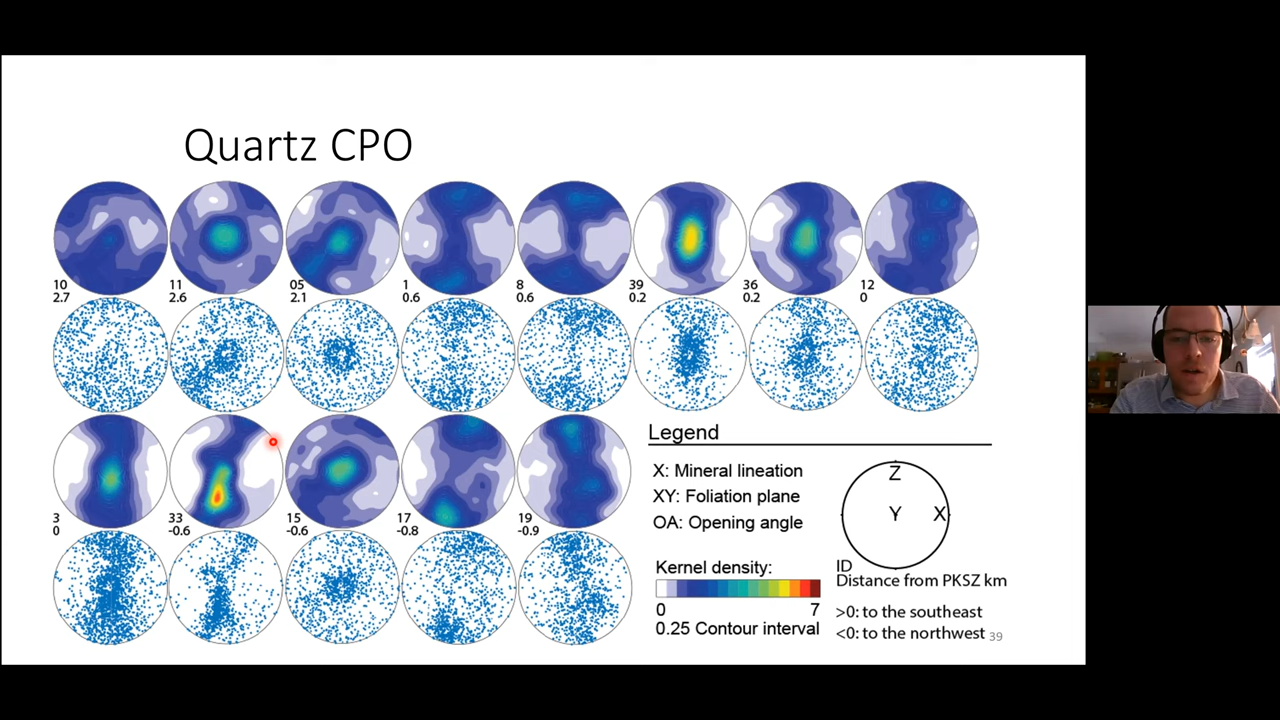 Quartz CPO
10
2.7
11
2.6
05
2.1
1
0.6
8
0.6
39
0.2
36
0.2
12
0
3
0
33
-0.6
15
-0.6
17
-0.8
19
-0.9
Legend
X: Mineral lineation
XY: Foliation plane
OA: Opening angle
Z
Y
X
Kernel density:
0
7
0.25 Contour interval
ID
Distance from PKSZ km
>0: to the southeast
<0: to the northwest
39